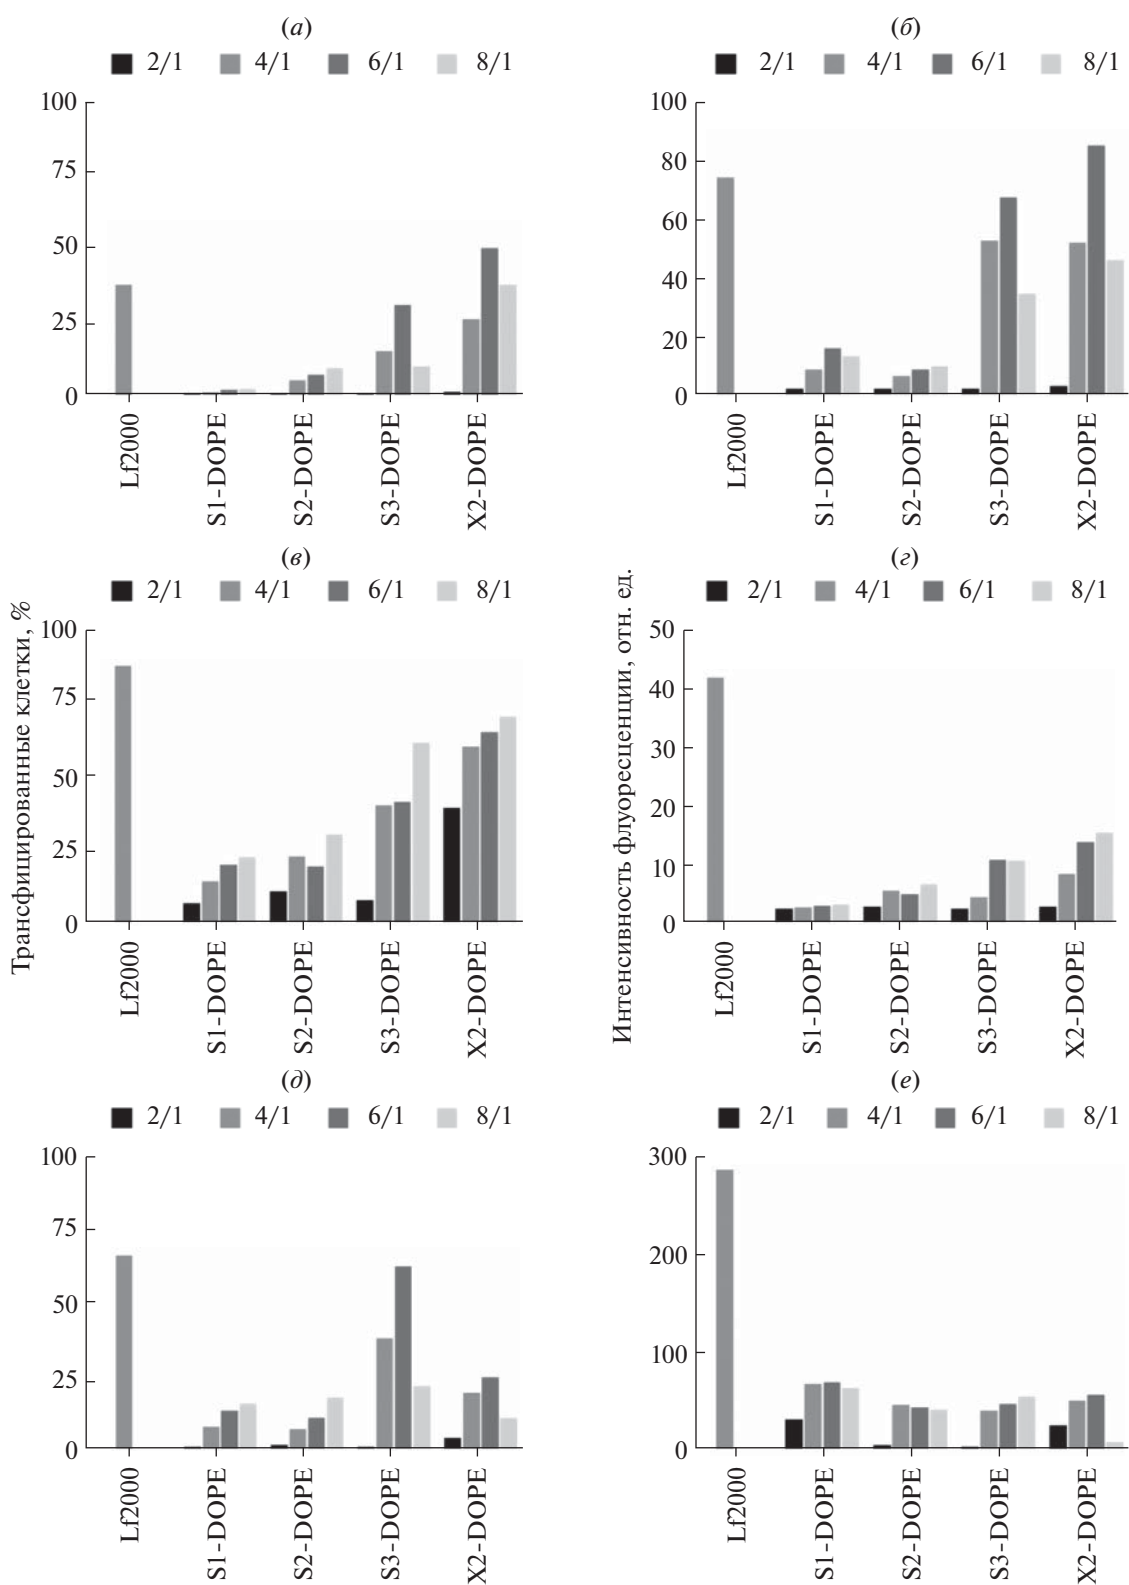 (а)
2/1 4/1 6/1 8/1
100
75
50
25
0
Lf2000
S1-DOPE
S2-DOPE
S3-DOPE
X2-DOPE
(б)
2/1 4/1 6/1 8/1
100
80
60
40
20
0
Lf2000
S1-DOPE
S2-DOPE
S3-DOPE
X2-DOPE
Трансфицированные клетки, %
(в)
2/1 4/1 6/1 8/1
100
75
50
25
0
Lf2000
S1-DOPE
S2-DOPE
S3-DOPE
X2-DOPE
Интенсивность флуоресценции, отн. ед.
(г)
2/1 4/1 6/1 8/1
50
40
30
20
10
0
Lf2000
S1-DOPE
S2-DOPE
S3-DOPE
X2-DOPE
(д)
2/1 4/1 6/1 8/1
100
75
50
25
0
Lf2000
S1-DOPE
S2-DOPE
S3-DOPE
X2-DOPE
(е)
2/1 4/1 6/1 8/1
300
200
100
0
Lf2000
S1-DOPE
S2-DOPE
S3-DOPE
X2-DOPE